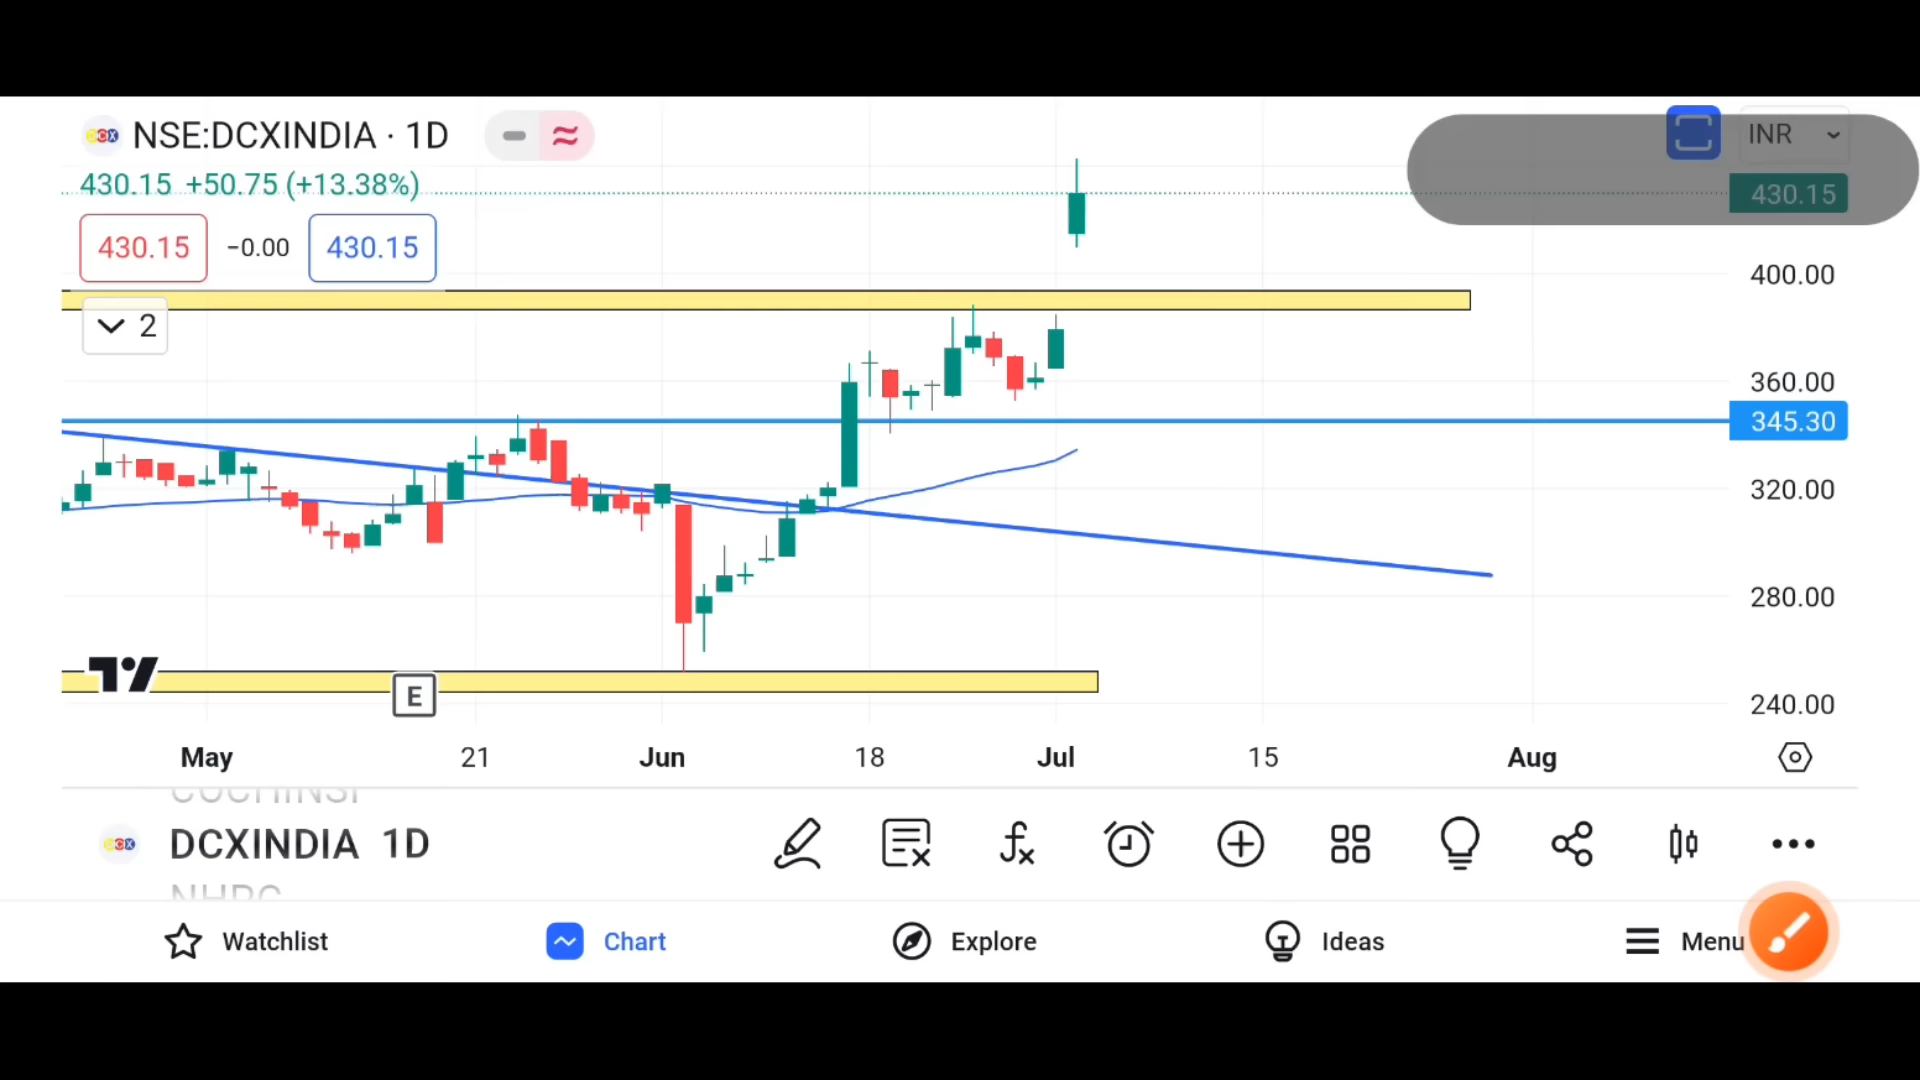 NSE:DCXINDIA · 1D
INR
430.15 +50.75 (+13.38%)
430.15
430.15 −0.00 430.15
400.00
2
360.00
345.30
320.00
280.00
E
240.00
May 21 Jun 18 Jul 15 Aug
DCXINDIA 1D
Watchlist Chart Explore Ideas Menu